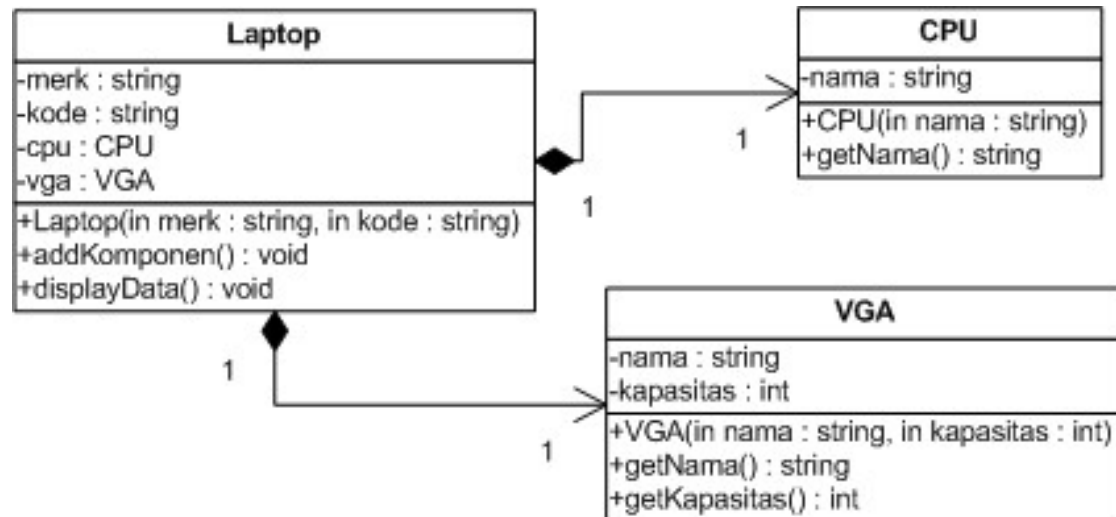 Laptop
-merk : string
-kode : string
-cpu : CPU
-vga : VGA
+Laptop(in merk : string, in kode : string)
+addKomponen() : void
+displayData() : void
1
1
CPU
-nama : string
+CPU(in nama : string)
+getNama() : string
1
1
VGA
-nama : string
-kapasitas : int
+VGA(in nama : string, in kapasitas : int)
+getNama() : string
+getKapasitas() : int